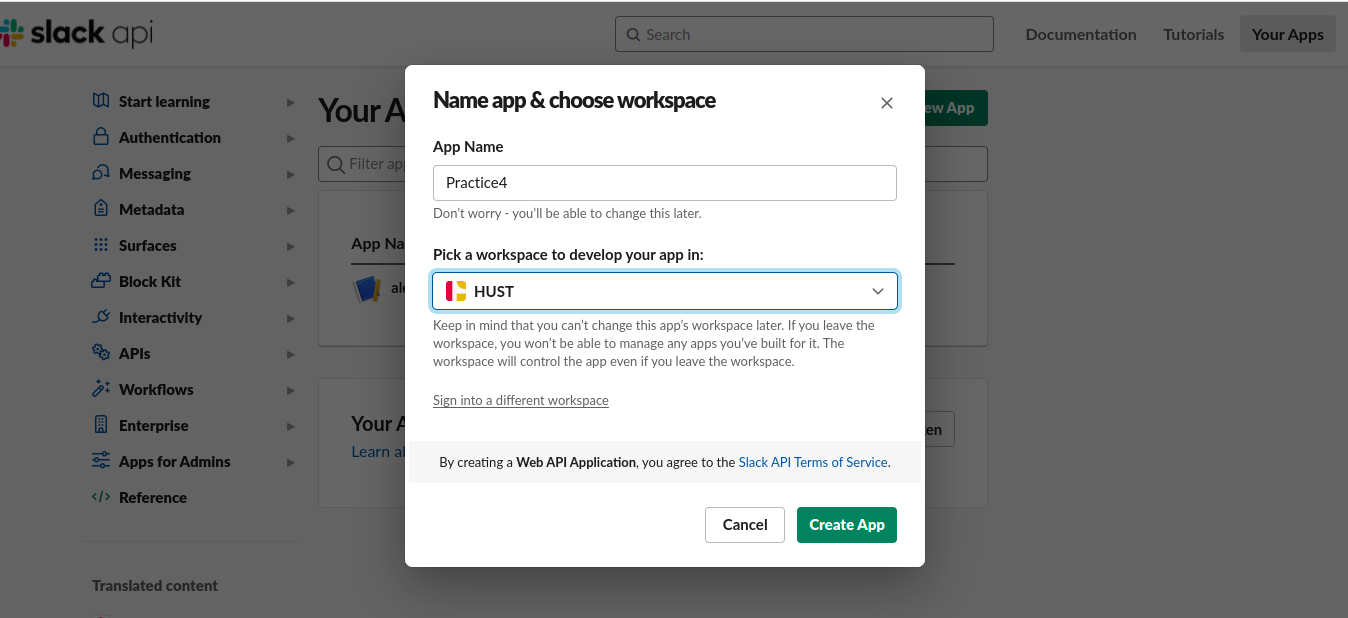 slack api
Search
Documentation
Tutorials
Your Apps
Start learning
Authentication
Messaging
Metadata
Surfaces
Block Kit
Interactivity
APIs
Workflows
Enterprise
Apps for Admins
Reference
Translated content
Your A
ew App
Filter app
App Na
ale
Your A
Learn al
en
Name app & choose workspace
App Name
Practice4
Don't worry - you'll be able to change this later.
Pick a workspace to develop your app in:
HUST
Keep in mind that you can't change this app's workspace later. If you leave the
workspace, you won't be able to manage any apps you've built for it. The
workspace will control the app even if you leave the workspace.
Sign into a different workspace
By creating a Web API Application, you agree to the Slack API Terms of Service.
Cancel
Create App